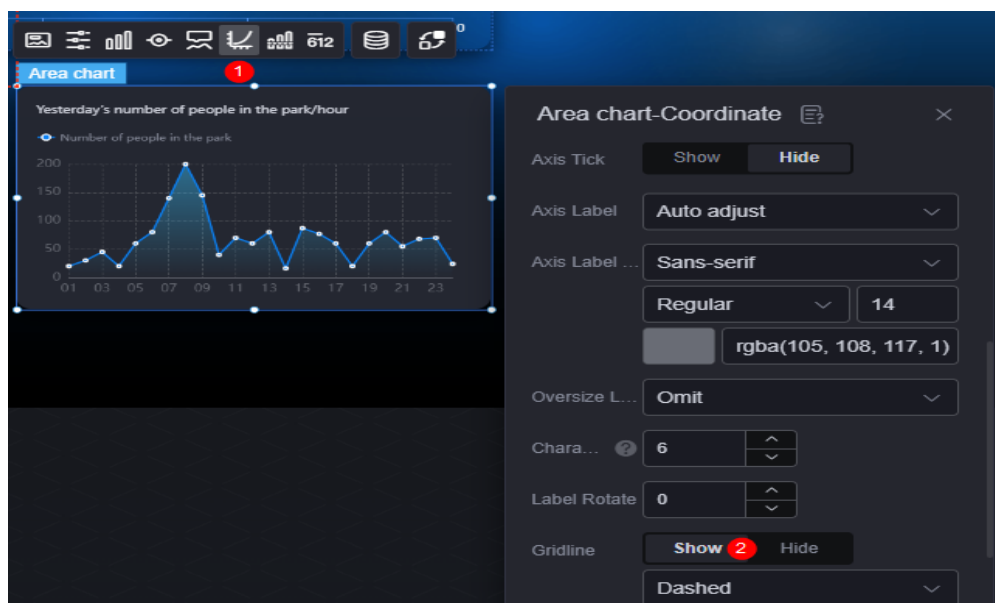 612
0
Area chart
1
Yesterday's number of people in the park/hour
Number of people in the park
200
150
100
50
0
01 03 05 07 09 11 13 15 17 19 21 23
Area chart-Coordinate
Axis Tick Show Hide
Axis Label Auto adjust
Axis Label ... Sans-serif
Regular 14
rgba(105, 108, 117, 1)
Oversize L... Omit
Chara... ? 6
Label Rotate 0
Gridline Show 2 Hide
Dashed